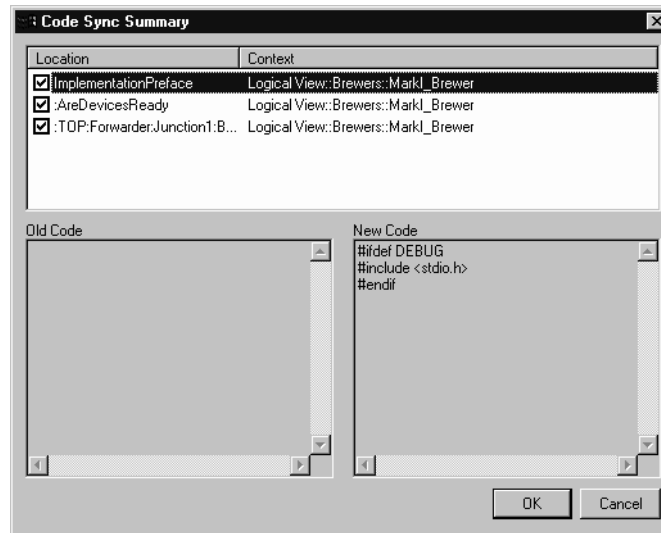 Code Sync Summary
Location Context
ImplementationPreface Logical View::Brewers::MarkI_Brewer
:AreDevicesReady Logical View::Brewers::MarkI_Brewer
:TOP:Forwarder:Junction1:B... Logical View::Brewers::MarkI_Brewer
Old Code New Code
#ifdef DEBUG
#include <stdio.h>
#endif
OK Cancel